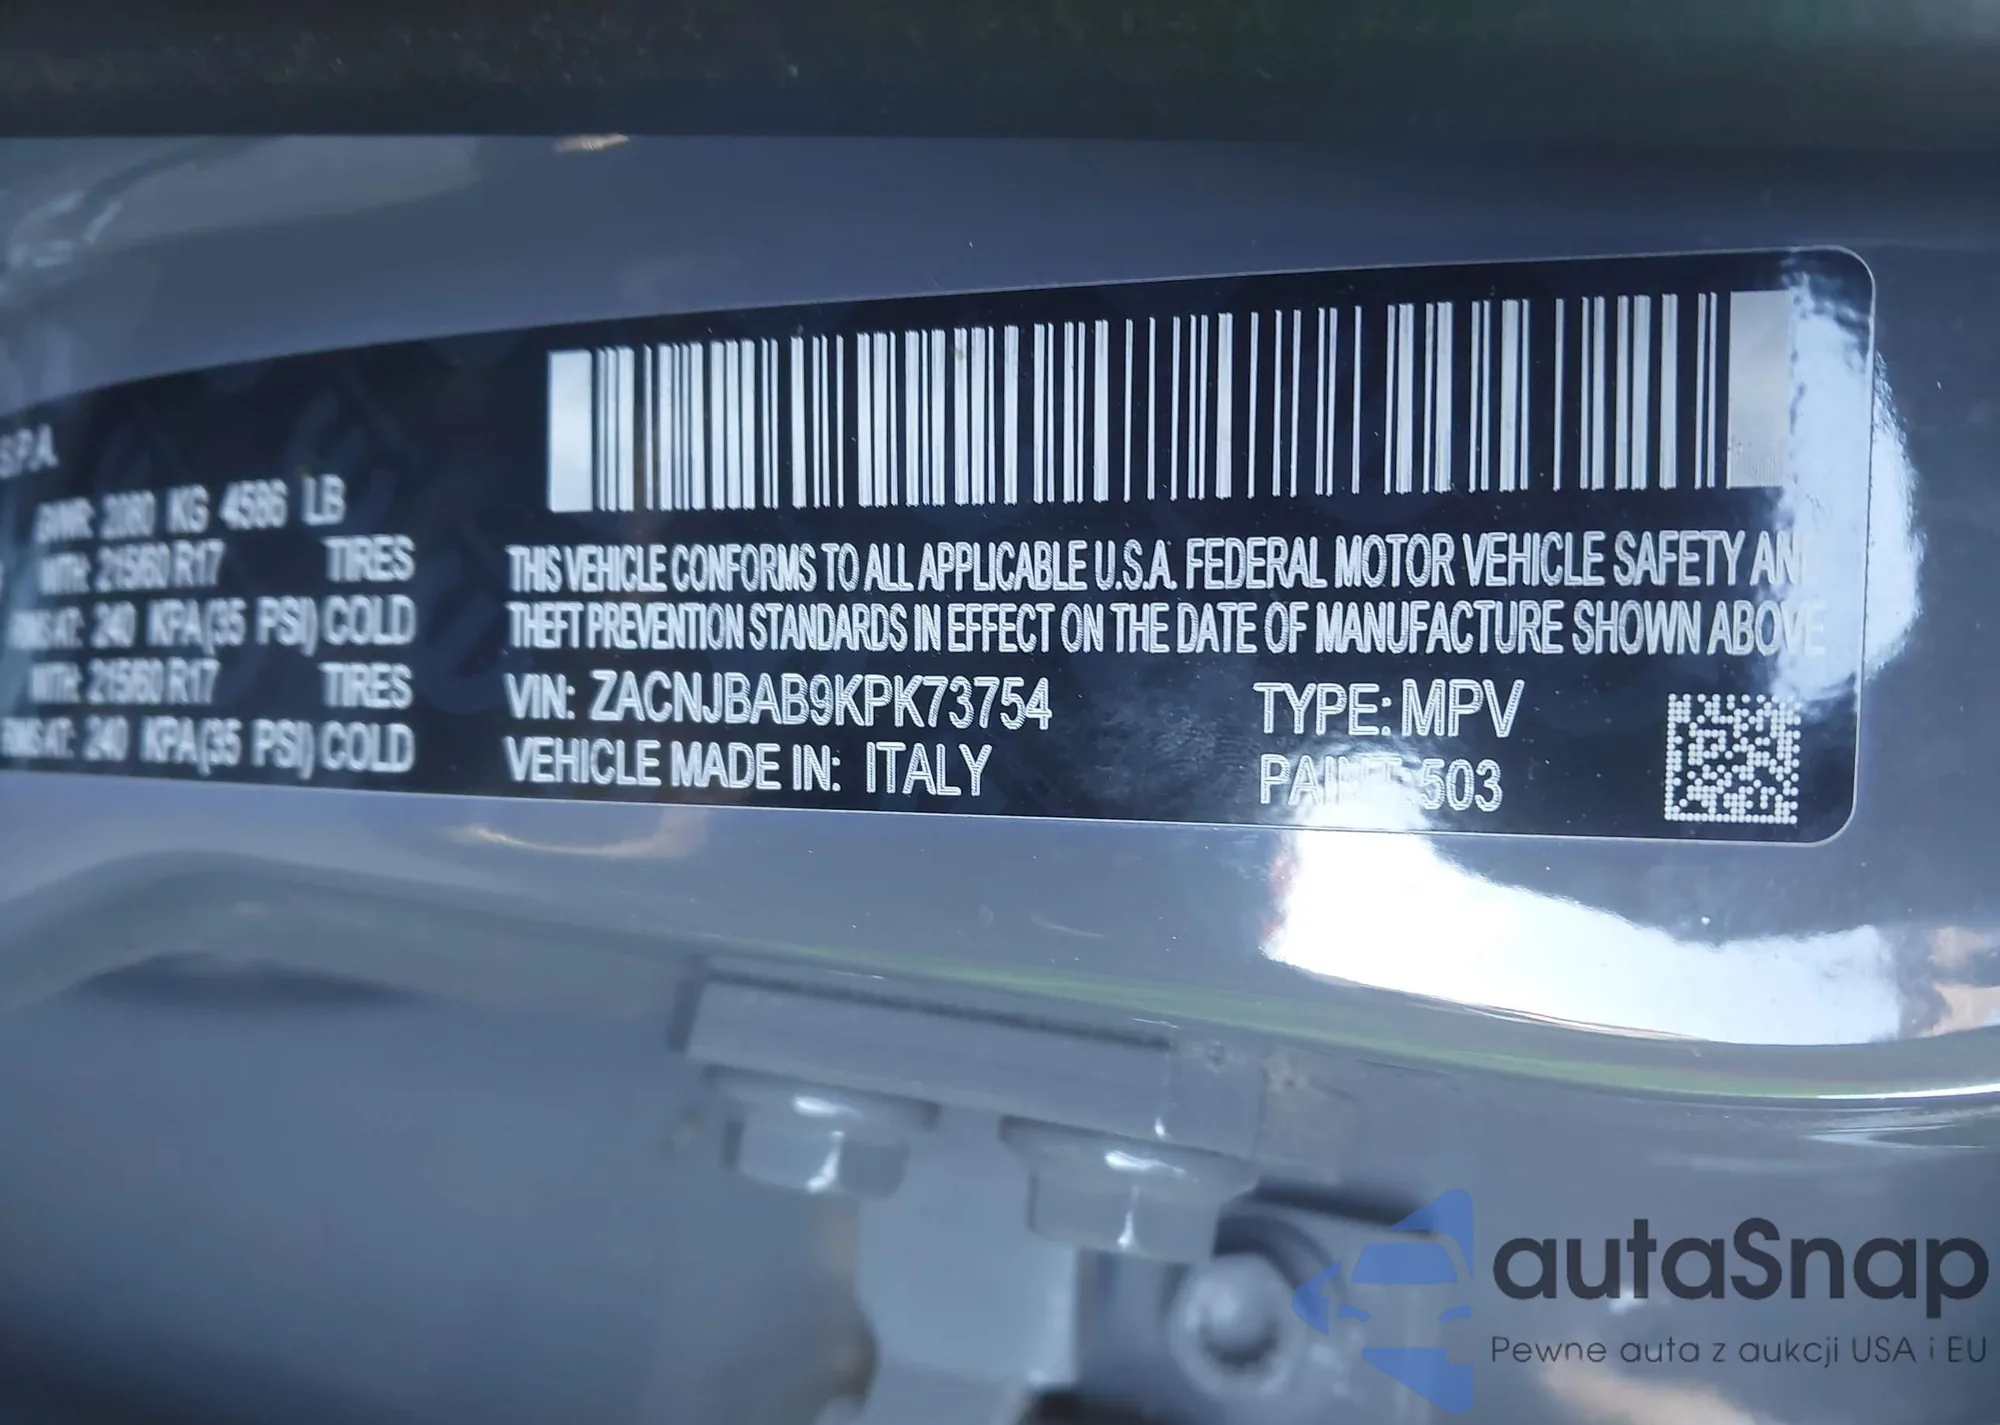 SPA
GVWR: 2080 KG 4586 LB
WITH: 215/60 R17 TIRES
RIMS AT: 240 KPA(35 PSI) COLD
WITH: 215/60 R17 TIRES
RIMS AT: 240 KPA(35 PSI) COLD
THIS VEHICLE CONFORMS TO ALL APPLICABLE U.S.A. FEDERAL MOTOR VEHICLE SAFETY AND
THEFT PREVENTION STANDARDS IN EFFECT ON THE DATE OF MANUFACTURE SHOWN ABOVE
VIN: ZACNJBAB9KPK73754 TYPE: MPV
VEHICLE MADE IN: ITALY PAINT: 503
autaSnap
Pewne auta z aukcji USA i EU